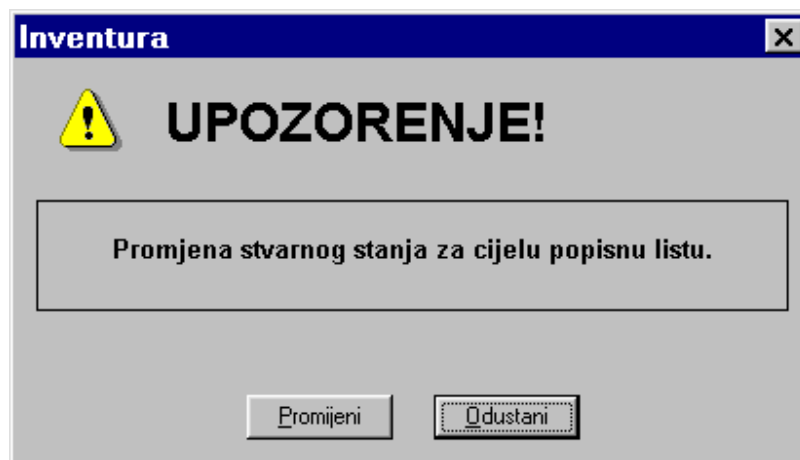 Inventura
UPOZORENJE!
Promjena stvarnog stanja za cijelu popisnu listu.
Promijeni
Odustani